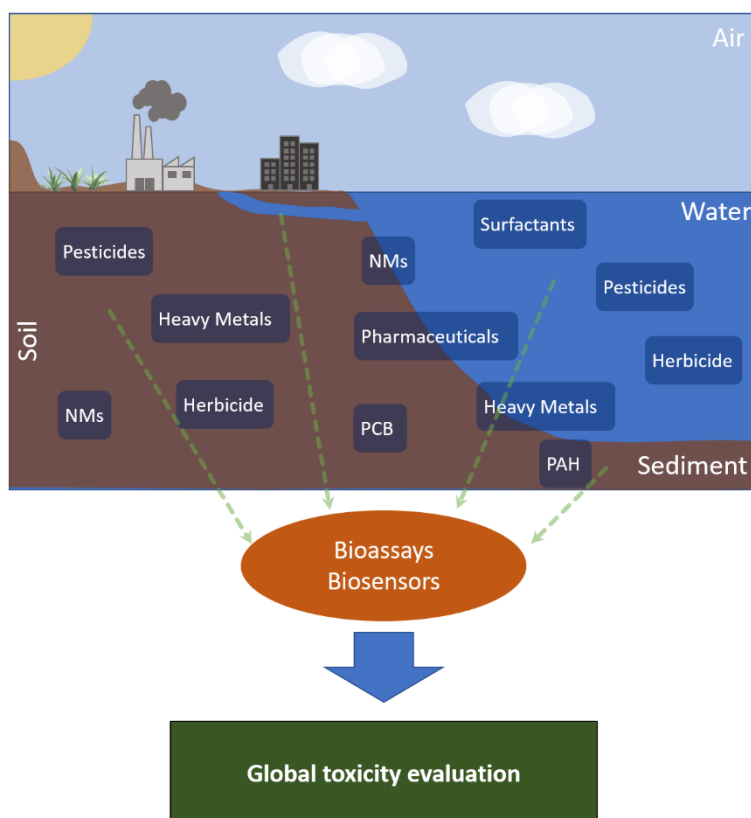 Air
Water
Surfactants
Pesticides
NMs
Pesticides
Heavy Metals
Pharmaceuticals
Soil
Herbicide
Herbicide
Heavy Metals
NMs
PCB
PAH
Sediment
Bioassays
Biosensors
Global toxicity evaluation